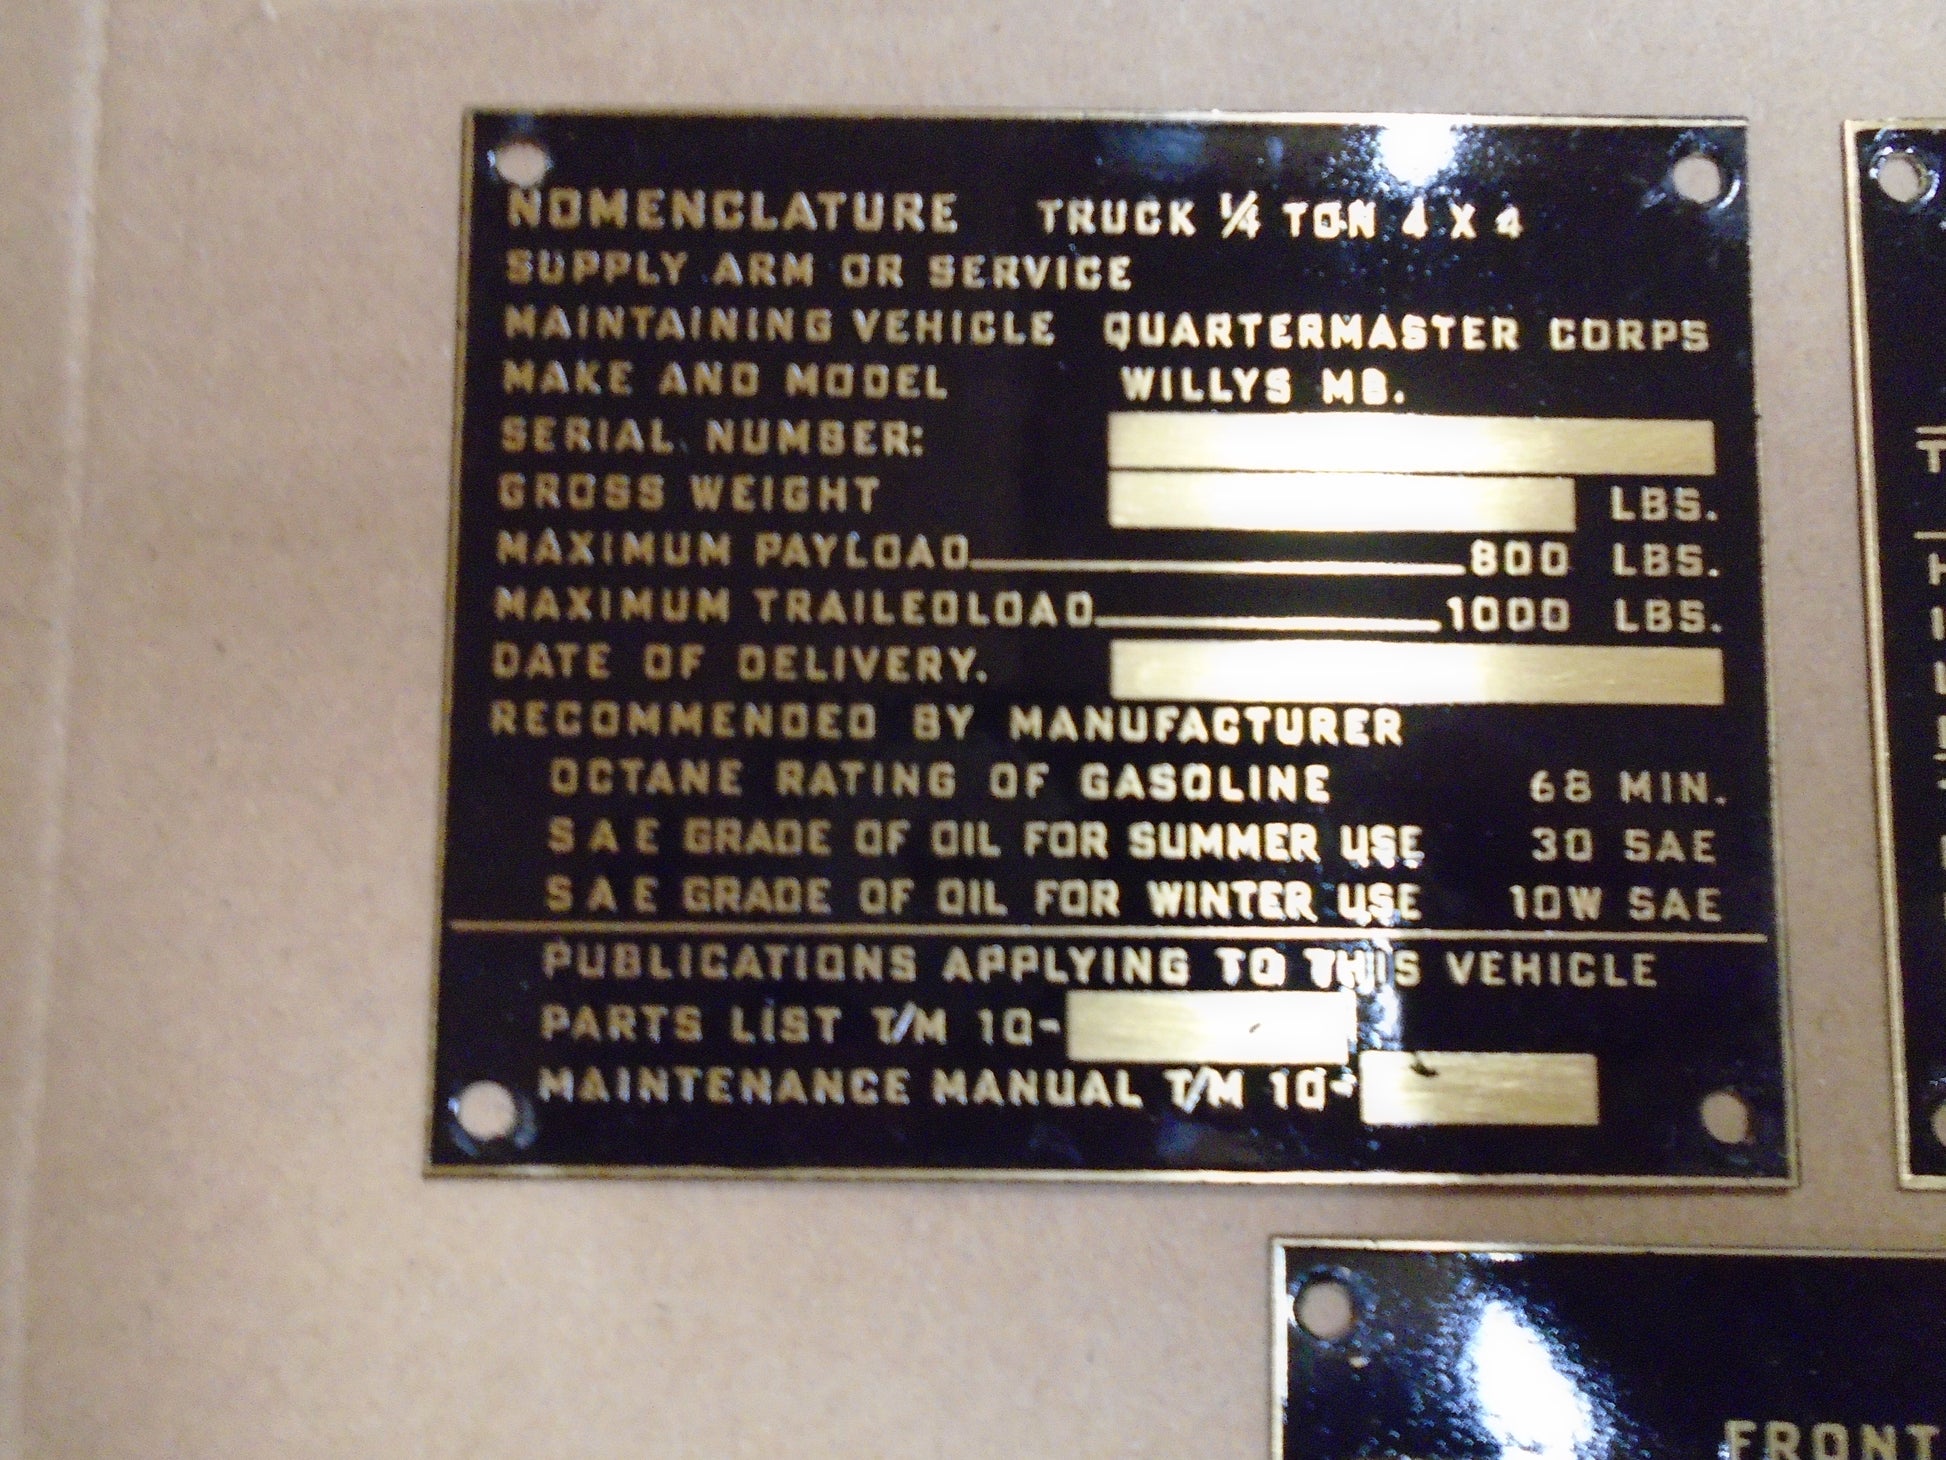 NOMENCLATURE TRUCK 1/4 TON 4 X 4
SUPPLY ARM OR SERVICE
MAINTAINING VEHICLE QUARTERMASTER CORPS
MAKE AND MODEL WILLYS MB.
SERIAL NUMBER:
GROSS WEIGHT LBS.
MAXIMUM PAYLOAD 800 LBS.
MAXIMUM TRAILEDLOAD 1000 LBS.
DATE OF DELIVERY.
RECOMMENDED BY MANUFACTURER
OCTANE RATING OF GASOLINE 68 MIN.
S A E GRADE OF OIL FOR SUMMER USE 30 SAE
S A E GRADE OF OIL FOR WINTER USE 10W SAE
PUBLICATIONS APPLYING TO THIS VEHICLE
PARTS LIST T/M 10-
MAINTENANCE MANUAL T/M 10-
FRONT